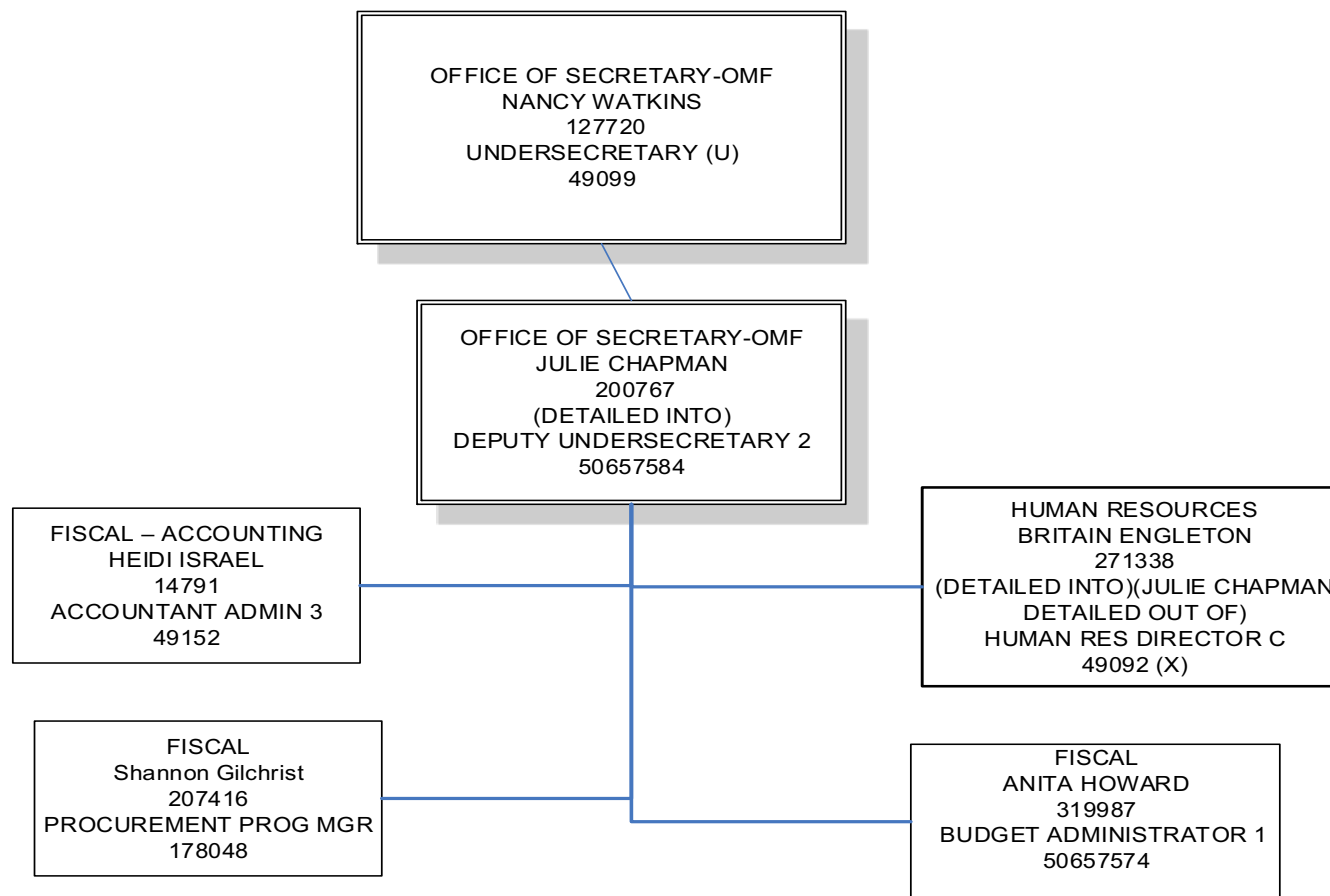 OFFICE OF SECRETARY-OMF
NANCY WATKINS
127720
UNDERSECRETARY (U)
49099
OFFICE OF SECRETARY-OMF
JULIE CHAPMAN
200767
(DETAILED INTO)
DEPUTY UNDERSECRETARY 2
50657584
FISCAL – ACCOUNTING
HEIDI ISRAEL
14791
ACCOUNTANT ADMIN 3
49152
HUMAN RESOURCES
BRITAIN ENGLETON
271338
(DETAILED INTO)(JULIE CHAPMAN
DETAILED OUT OF)
HUMAN RES DIRECTOR C
49092 (X)
FISCAL
Shannon Gilchrist
207416
PROCUREMENT PROG MGR
178048
FISCAL
ANITA HOWARD
319987
BUDGET ADMINISTRATOR 1
50657574